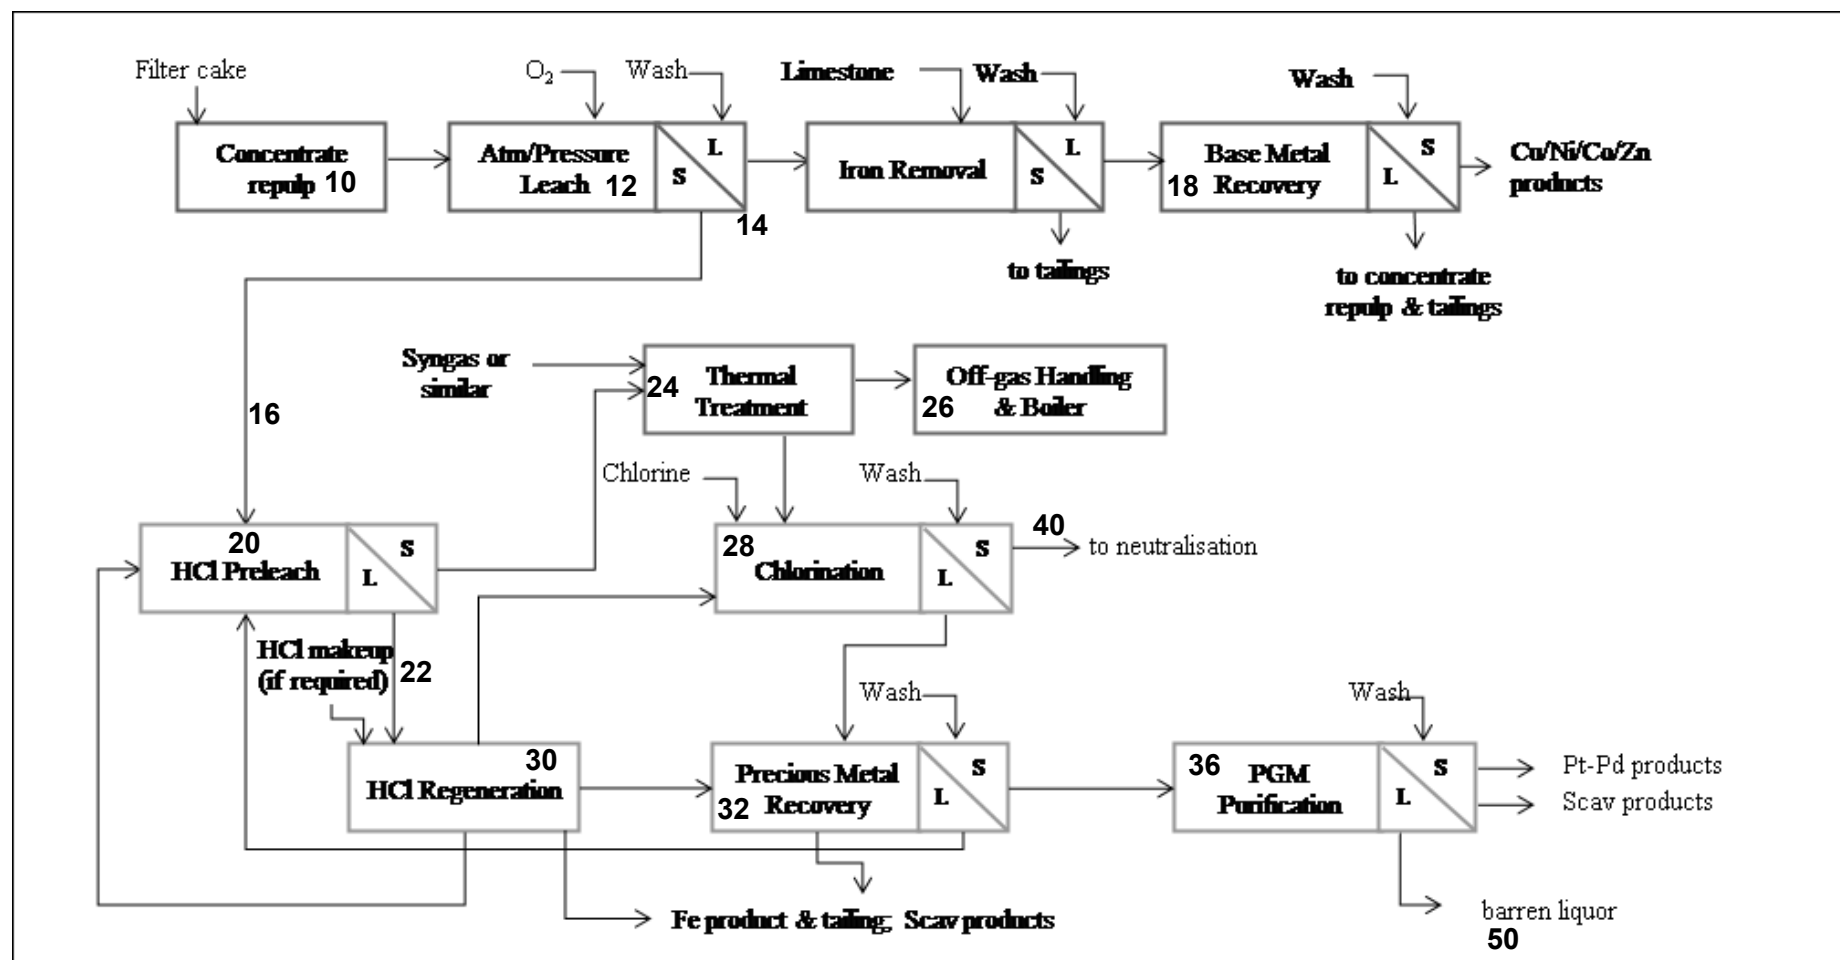 Filter cake
O2
Wash
Limestone
Wash
Wash
Concentrate
repulp 10
Atm/Pressure
Leach 12
S
L
14
Iron Removal
S
L
Base Metal
18 Recovery
L
S
Cu/Ni/Co/Zn
products
to tailings
to concentrate
repulp & tailings
Syngas or
similar
16
24
Thermal
Treatment
Off-gas Handling
26 & Boiler
Chlorine
Wash
20
HCl Preleach
L
S
28
Chlorination
L
S
40
to neutralisation
HCl makeup
(if required)
22
Wash
Wash
30
HCl Regeneration
Precious Metal
32 Recovery
L
S
36
PGM
Purification
L
S
Pt-Pd products
Scav products
Fe product & tailing; Scav products
barren liquor
50